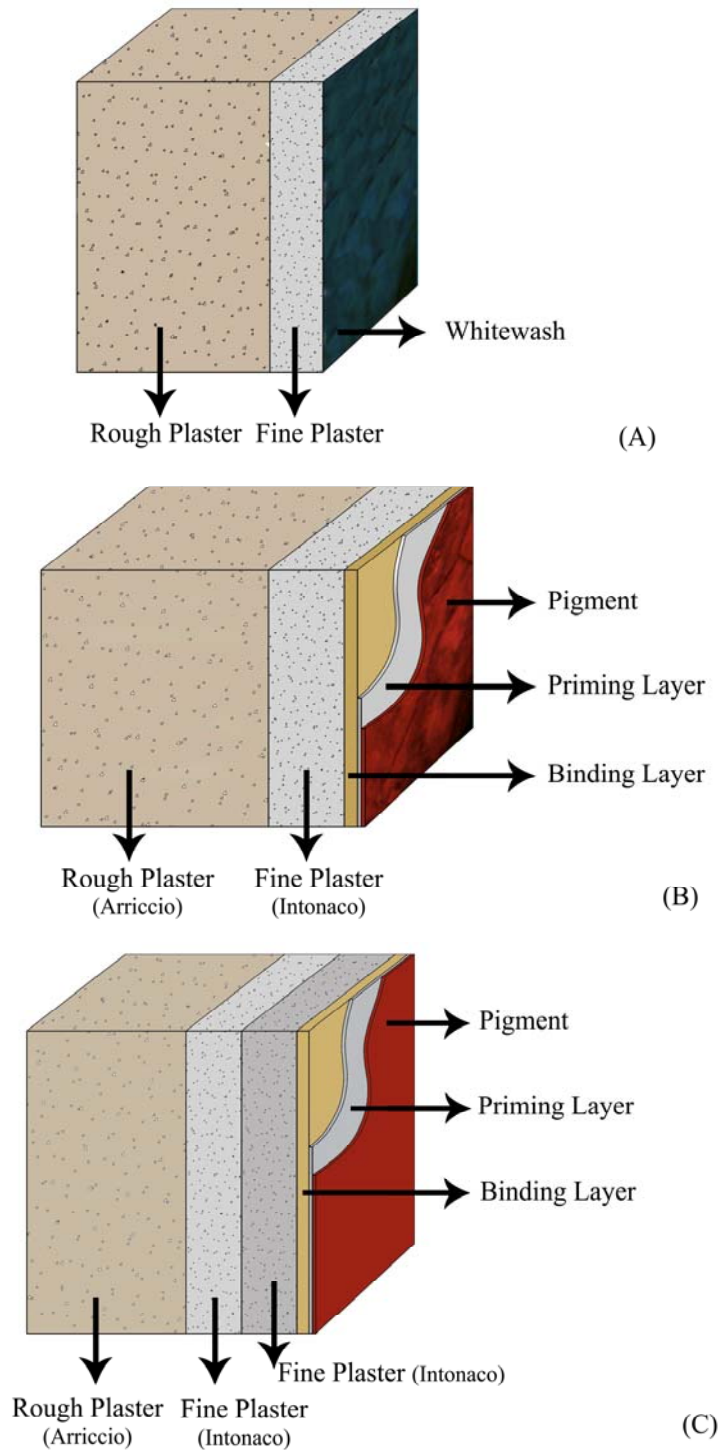 Whitewash
Rough Plaster Fine Plaster
(A)
Pigment
Priming Layer
Binding Layer
Rough Plaster
(Arriccio)
Fine Plaster
(Intonaco)
(B)
Pigment
Priming Layer
Binding Layer
Fine Plaster (Intonaco)
Rough Plaster
(Arriccio)
Fine Plaster
(Intonaco)
(C)